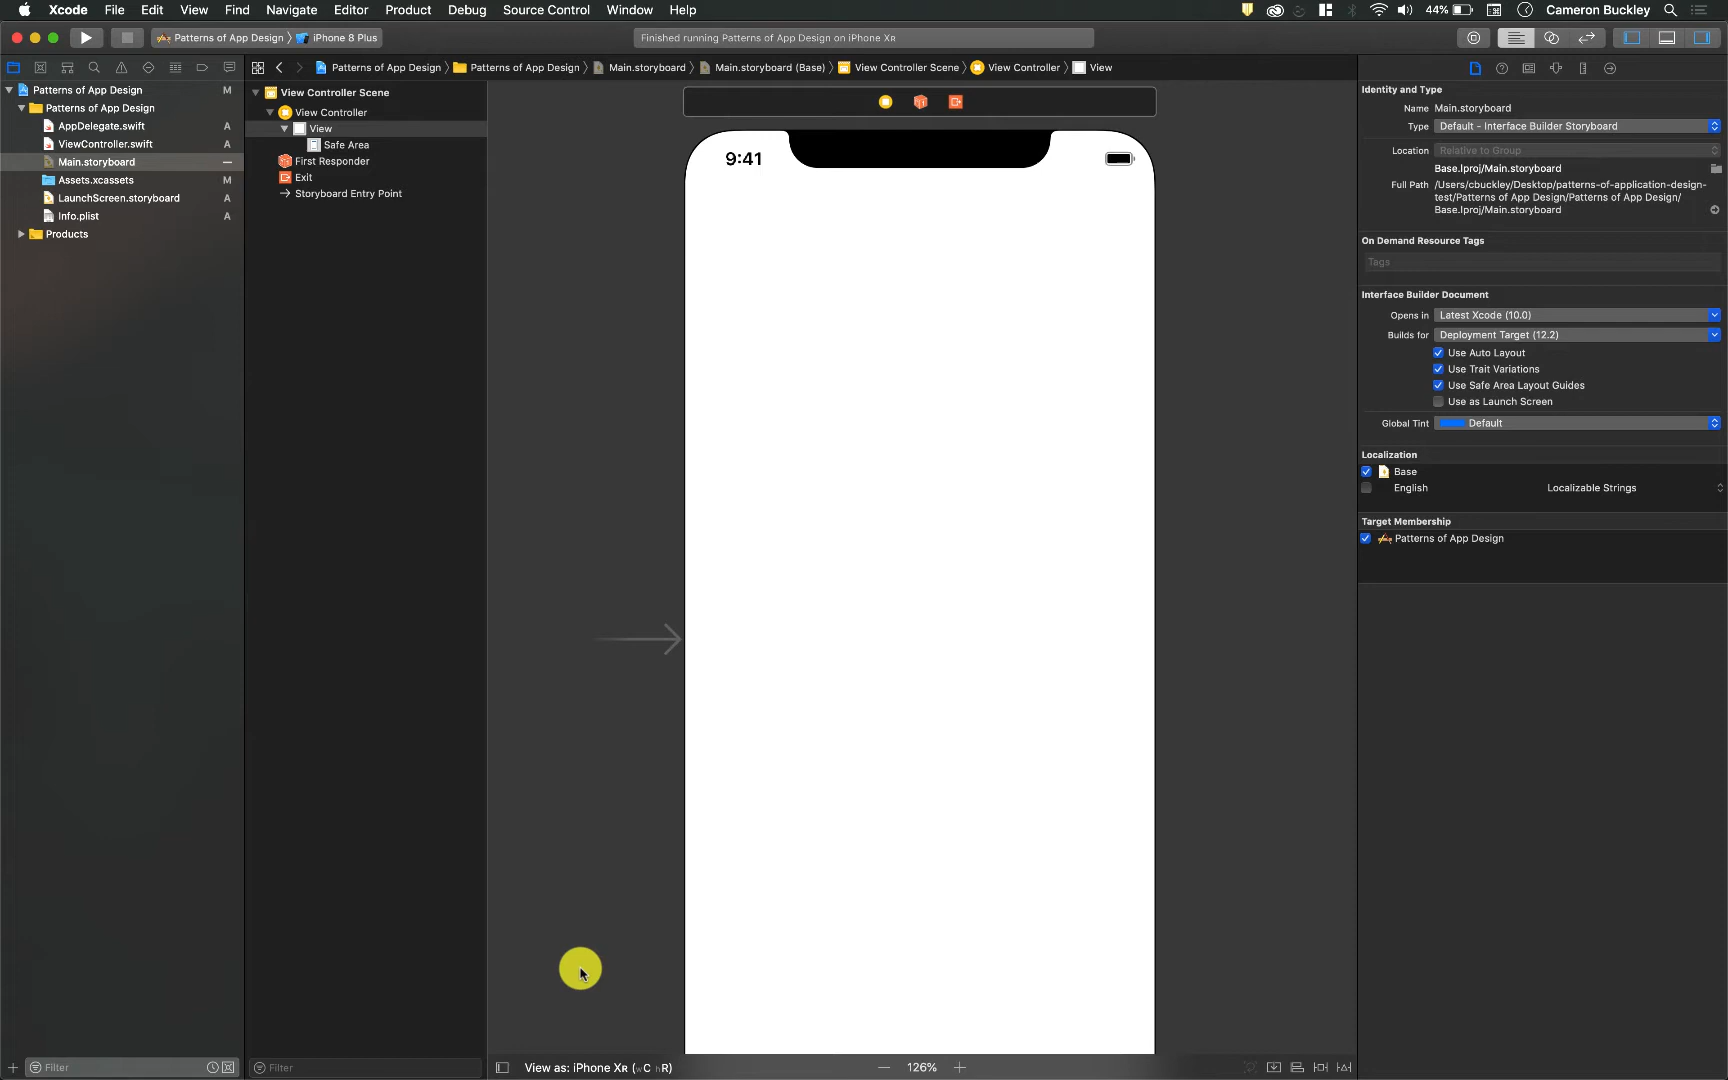 Xcode File Edit View Find Navigate Editor Product Debug Source Control Window Help 44% Cameron Buckley
Patterns of App Design iPhone 8 Plus Finished running Patterns of App Design on iPhone XR
Patterns of App Design Patterns of App Design Main.storyboard Main.storyboard (Base) View Controller Scene View Controller View
Patterns of App Design M
Patterns of App Design
AppDelegate.swift A
ViewController.swift A
Main.storyboard —
Assets.xcassets M
LaunchScreen.storyboard A
Info.plist A
Products
Filter
View Controller Scene
View Controller
View
Safe Area
First Responder
Exit
Storyboard Entry Point
Filter
9:41
View as: iPhone XR (wC hR) — 126% +
Identity and Type
Name Main.storyboard
Type Default - Interface Builder Storyboard
Location Relative to Group
Base.lproj/Main.storyboard
Full Path /Users/cbuckley/Desktop/patterns-of-application-design-
test/Patterns of App Design/Patterns of App Design/
Base.lproj/Main.storyboard
On Demand Resource Tags
Tags
Interface Builder Document
Opens in Latest Xcode (10.0)
Builds for Deployment Target (12.2)
Use Auto Layout
Use Trait Variations
Use Safe Area Layout Guides
Use as Launch Screen
Global Tint Default
Localization
Base
English Localizable Strings
Target Membership
Patterns of App Design